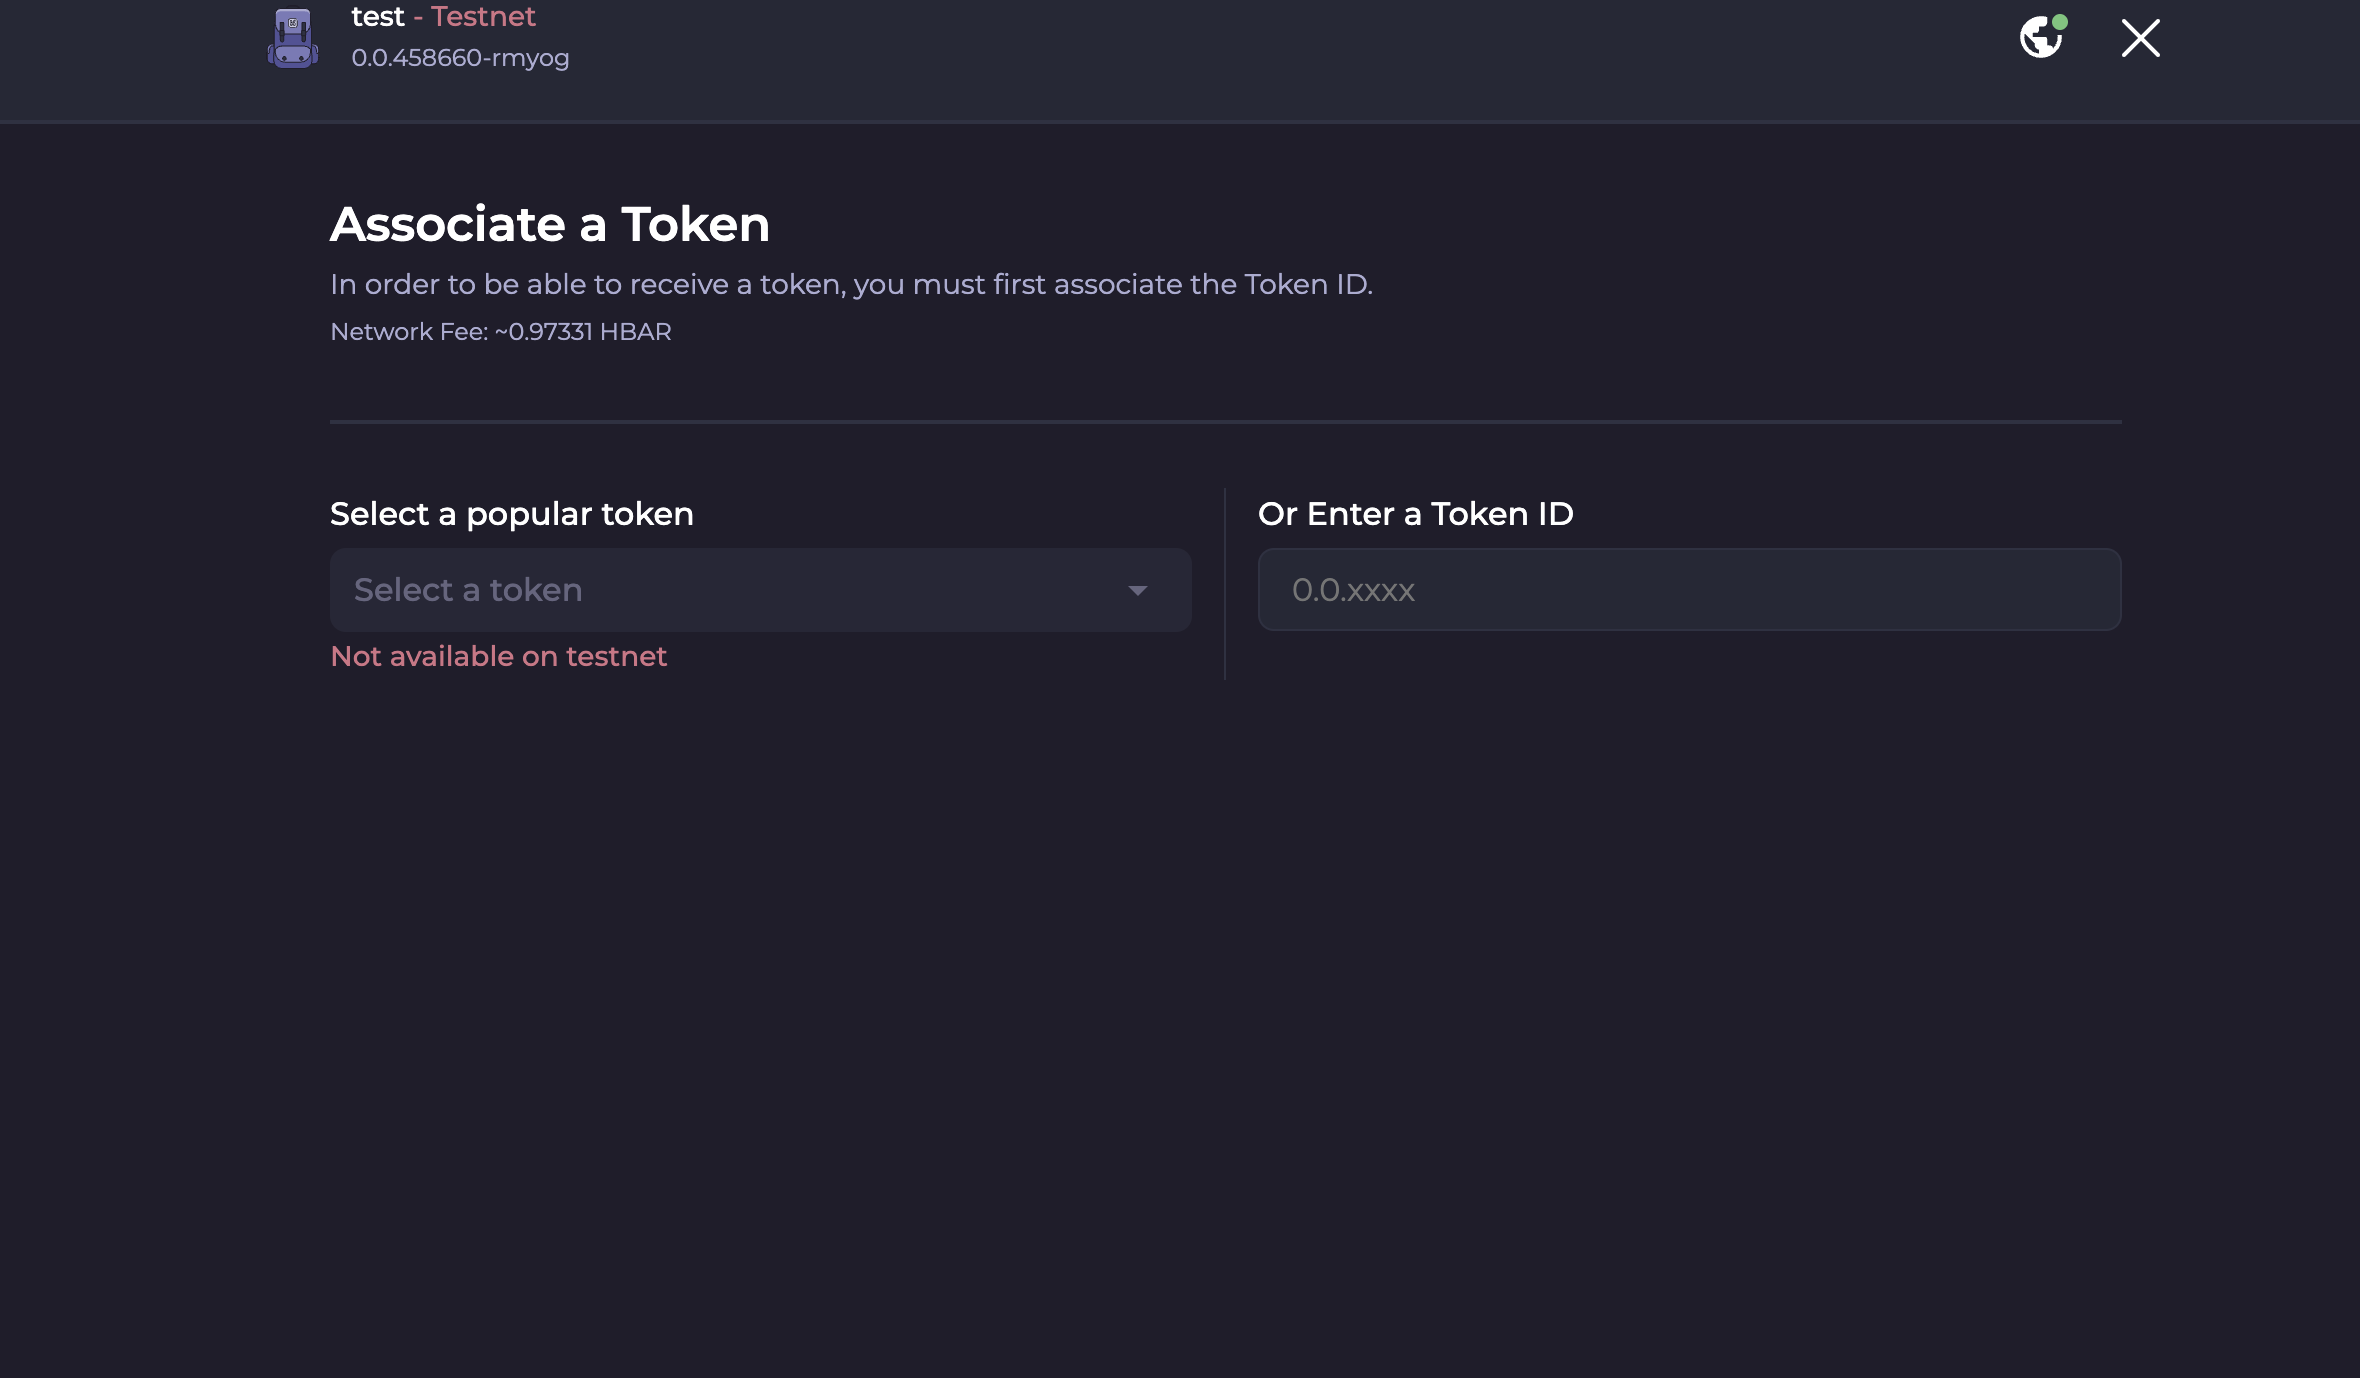 test - Testnet
0.0.458660-rmyog
Associate a Token
In order to be able to receive a token, you must first associate the Token ID.
Network Fee: ~0.97331 HBAR
Select a popular token
Select a token
Not available on testnet
Or Enter a Token ID
0.0.xxxx